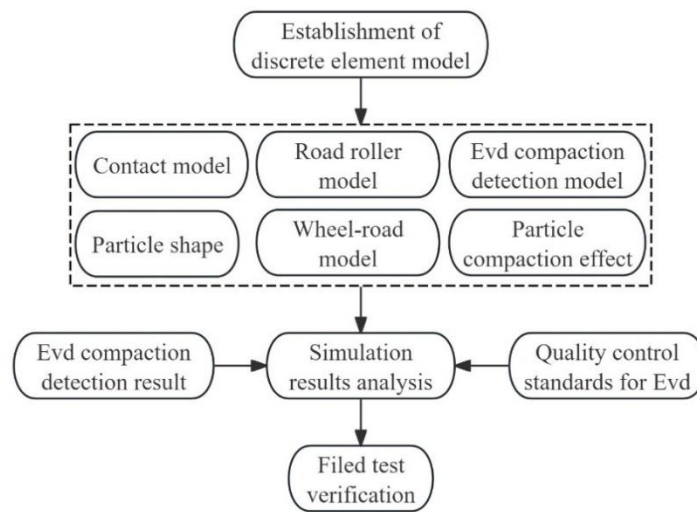 Establishment of
discrete element model
Contact model
Road roller
model
Evd compaction
detection model
Particle shape
Wheel-road
model
Particle
compaction effect
Evd compaction
detection result
Simulation
results analysis
Quality control
standards for Evd
Filed test
verification